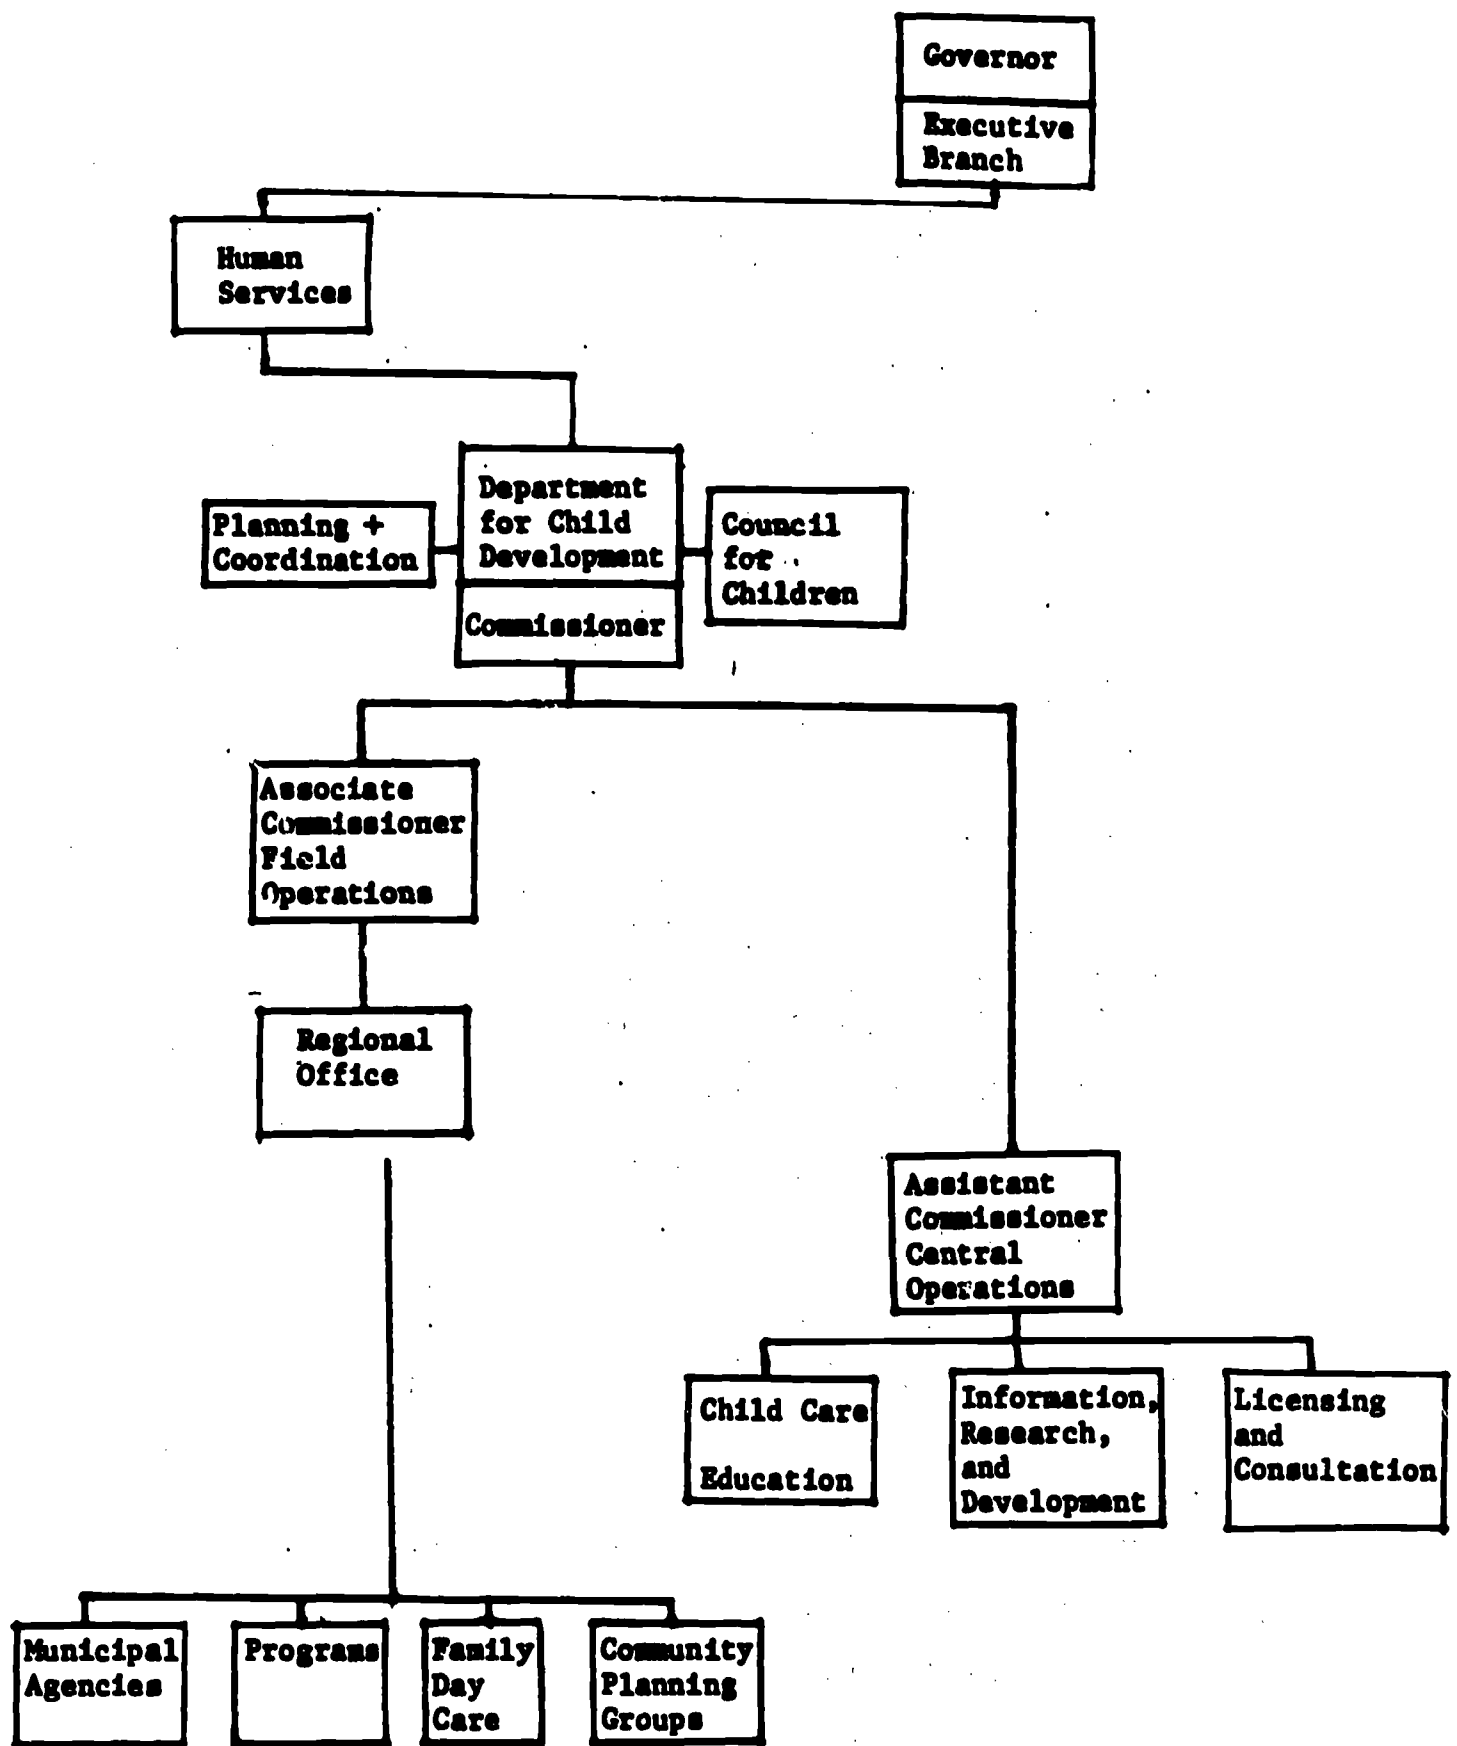 Governor
Executive
Branch
Human
Services
Department
for Child
Development
Commissioner
Planning +
Coordination
Council
for
Children
Associate
Commissioner
Field
Operations
Regional
Office
Assistant
Commissioner
Central
Operations
Child Care
Education
Information,
Research,
and
Development
Licensing
and
Consultation
Municipal
Agencies
Programs
Family
Day
Care
Community
Planning
Groups